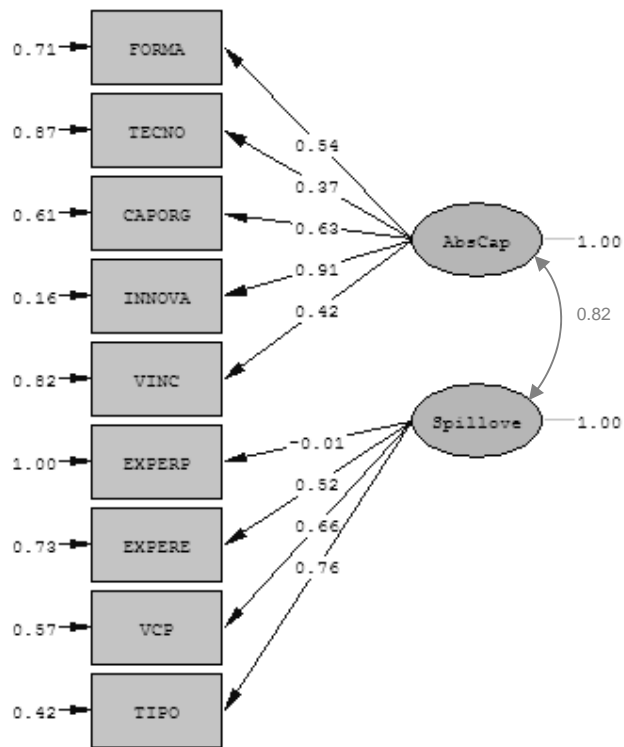 0.71 FORMA
0.87 TECNO
0.54
0.37
0.61 CAPORG
0.63
AbsCap 1.00
0.91
0.16 INNOVA
0.42
0.82
0.82 VINC
Spillove 1.00
1.00 EXPERP
-0.01
0.52
0.66
0.73 EXPERE
0.76
0.57 VCP
0.42 TIPO